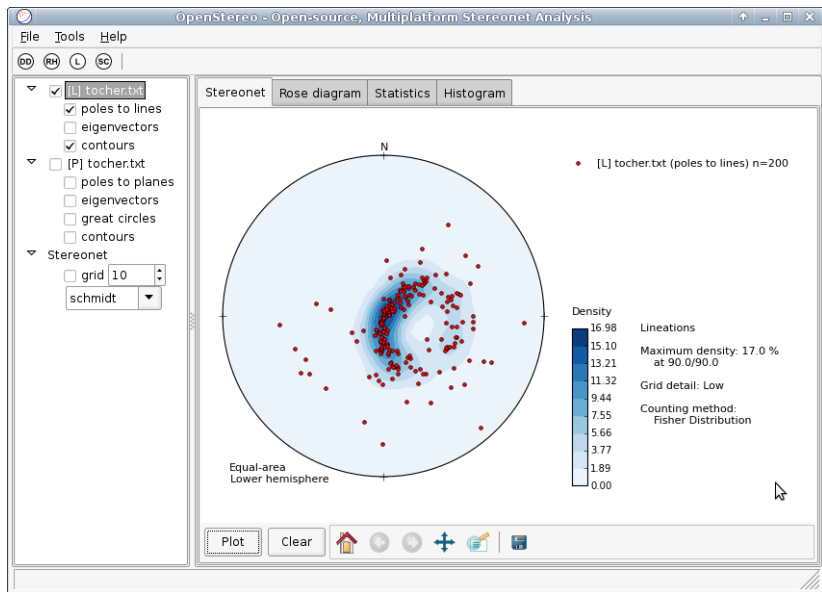 OpenStereo - Open-source, Multiplatform Stereonet Analysis
File Tools Help
DD RH L SC
[L] tocher.txt
poles to lines
eigenvectors
contours
[P] tocher.txt
poles to planes
eigenvectors
great circles
contours
Stereonet
grid 10
schmidt
Stereonet Rose diagram Statistics Histogram
N
[L] tocher.txt (poles to lines) n=200
Density
16.98
15.10
13.21
11.32
9.44
7.55
5.66
3.77
1.89
0.00
Lineations
Maximum density: 17.0 %
at 90.0/90.0
Grid detail: Low
Counting method:
Fisher Distribution
Equal-area
Lower hemisphere
Plot Clear